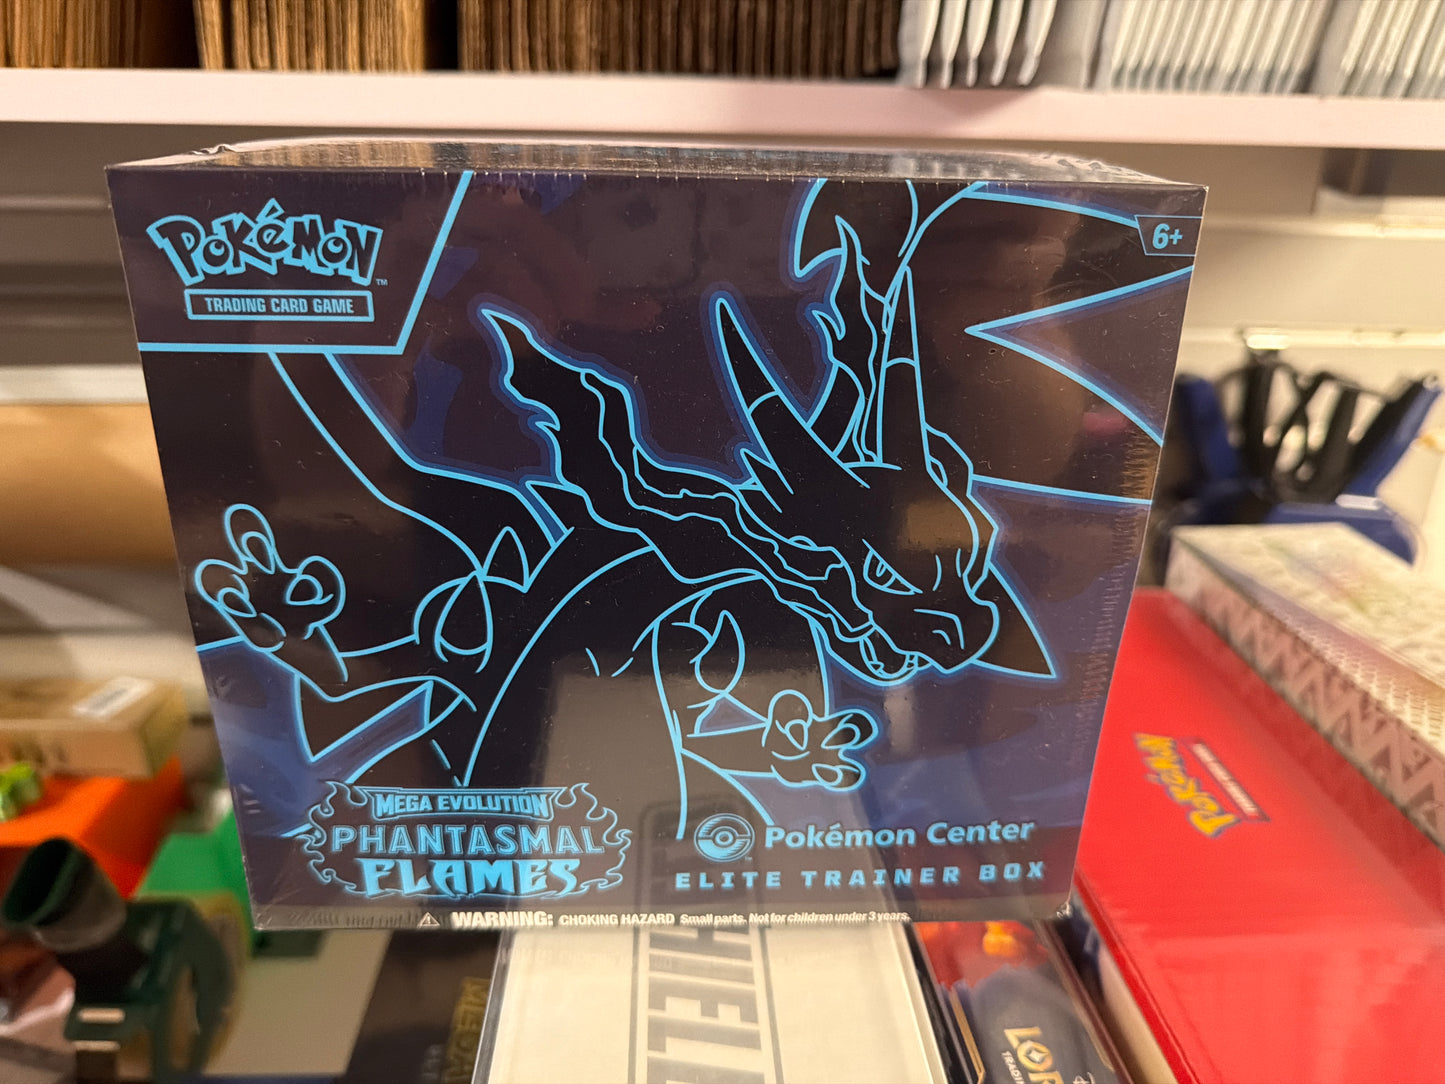 POKéMON
TRADING CARD GAME
6+
MEGA EVOLUTION
PHANTASMAL
FLAMES
Pokémon Center
ELITE TRAINER BOX
WARNING: CHOKING HAZARD Small parts. Not for children under 3 years.
POKéMON